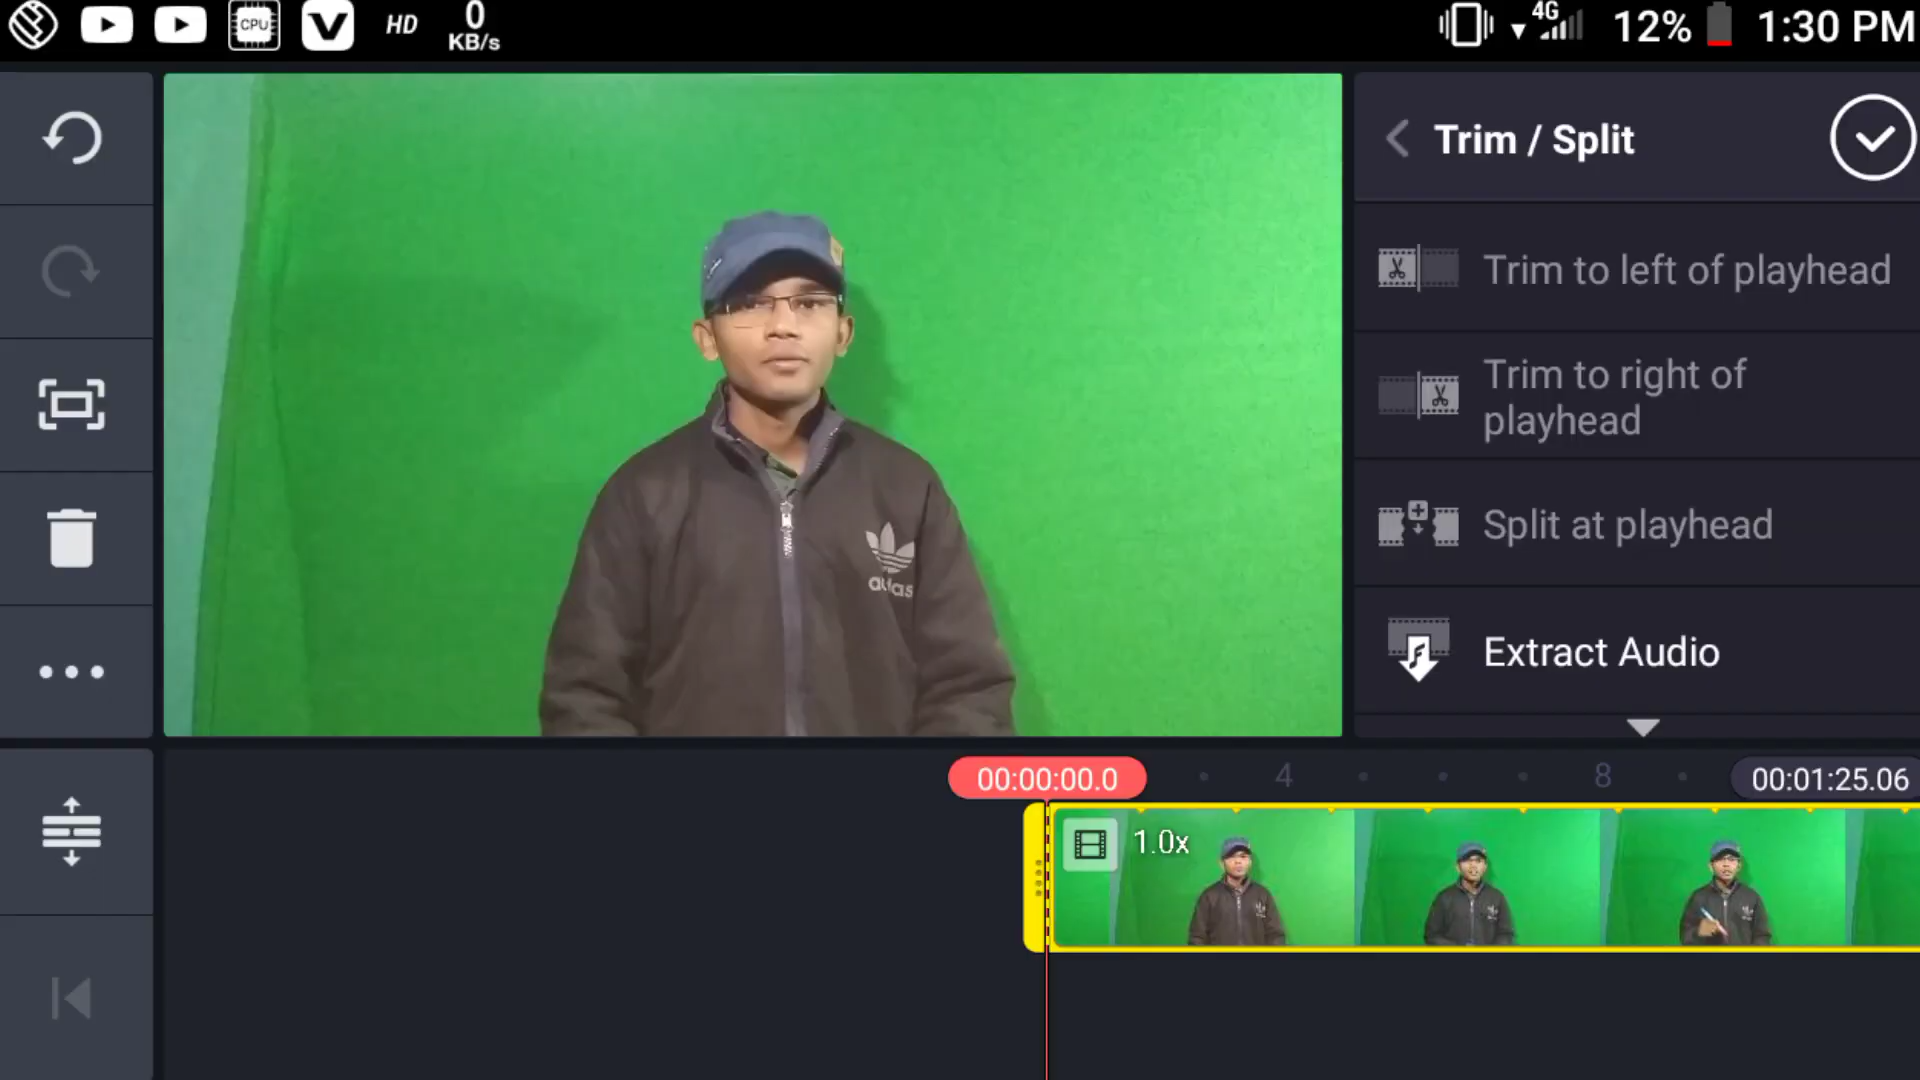 CPU
HD
0
KB/s
4G
12%
1:30 PM
Trim / Split
Trim to left of playhead
Trim to right of
playhead
Split at playhead
Extract Audio
adidas
00:00:00.0
4
8
00:01:25.06
1.0x